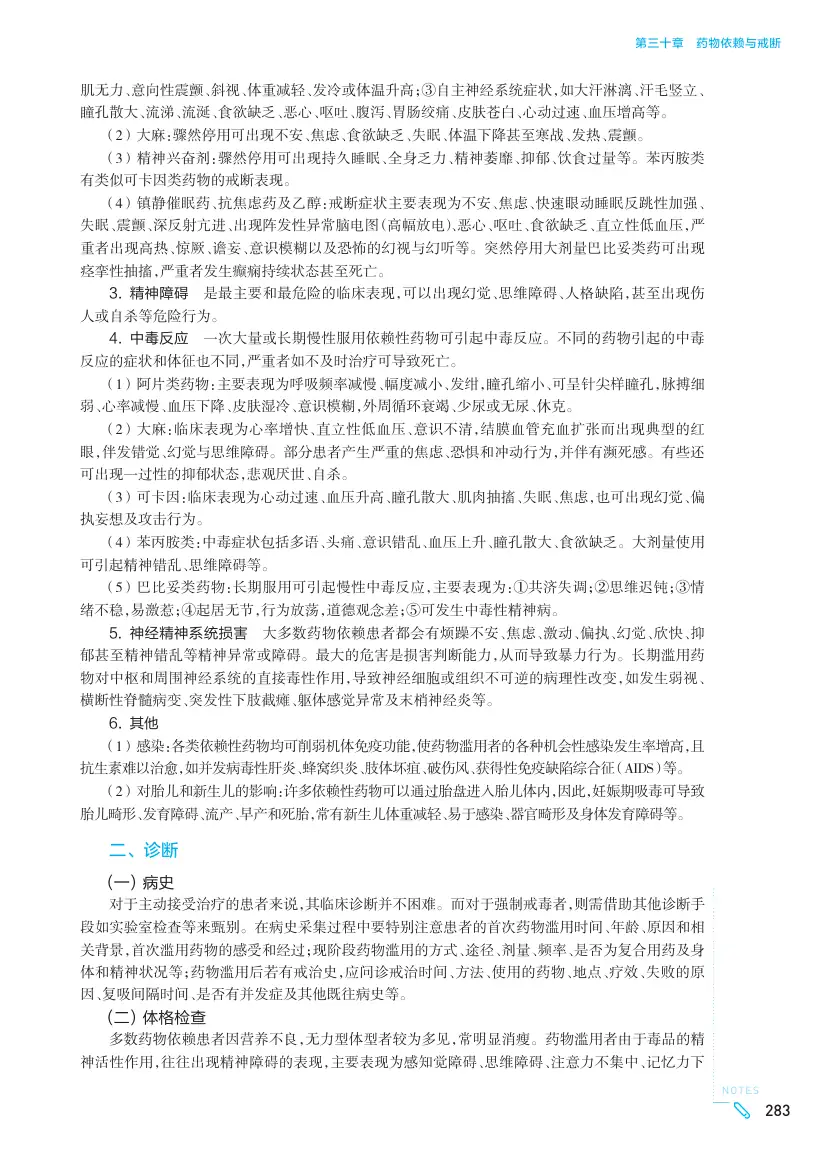 第三十章 药物依赖与戒断
肌无力、意向性震颤、斜视、体重减轻、发冷或体温升高;③自主神经系统症状,如大汗淋漓、汗毛竖立、
瞳孔散大、流涕、流涎、食欲缺乏、恶心、呕吐、腹泻、胃肠绞痛、皮肤苍白、心动过速、血压增高等。
(2)大麻:骤然停用可出现不安、焦虑、食欲缺乏、失眠、体温下降甚至寒战、发热、震颤。
(3)精神兴奋剂:骤然停用可出现持久睡眠、全身乏力、精神萎靡、抑郁、饮食过量等。苯丙胺类
有类似可卡因类药物的戒断表现。
(4)镇静催眠药、抗焦虑药及乙醇:戒断症状主要表现为不安、焦虑、快速眼动睡眠反跳性加强、
失眠、震颤、深反射亢进、出现阵发性异常脑电图(高幅放电)、恶心、呕吐、食欲缺乏、直立性低血压,严
重者出现高热、惊厥、谵妄、意识模糊以及恐怖的幻视与幻听等。突然停用大剂量巴比妥类药可出现
痉挛性抽搐,严重者发生癫痫持续状态甚至死亡。
3. 精神障碍 是最主要和最危险的临床表现,可以出现幻觉、思维障碍、人格缺陷,甚至出现伤
人或自杀等危险行为。
4. 中毒反应 一次大量或长期慢性服用依赖性药物可引起中毒反应。不同的药物引起的中毒
反应的症状和体征也不同,严重者如不及时治疗可导致死亡。
(1)阿片类药物:主要表现为呼吸频率减慢、幅度减小、发绀,瞳孔缩小、可呈针尖样瞳孔,脉搏细
弱、心率减慢、血压下降、皮肤湿冷、意识模糊,外周循环衰竭、少尿或无尿、休克。
(2)大麻:临床表现为心率增快、直立性低血压、意识不清,结膜血管充血扩张而出现典型的红
眼,伴发错觉、幻觉与思维障碍。部分患者产生严重的焦虑、恐惧和冲动行为,并伴有濒死感。有些还
可出现一过性的抑郁状态,悲观厌世、自杀。
(3)可卡因:临床表现为心动过速、血压升高、瞳孔散大、肌肉抽搐、失眠、焦虑,也可出现幻觉、偏
执妄想及攻击行为。
(4)苯丙胺类:中毒症状包括多语、头痛、意识错乱、血压上升、瞳孔散大、食欲缺乏。大剂量使用
可引起精神错乱、思维障碍等。
(5)巴比妥类药物:长期服用可引起慢性中毒反应,主要表现为:①共济失调;②思维迟钝;③情
绪不稳,易激惹;④起居无节,行为放荡,道德观念差;⑤可发生中毒性精神病。
5. 神经精神系统损害 大多数药物依赖患者都会有烦躁不安、焦虑、激动、偏执、幻觉、欣快、抑
郁甚至精神错乱等精神异常或障碍。最大的危害是损害判断能力,从而导致暴力行为。长期滥用药
物对中枢和周围神经系统的直接毒性作用,导致神经细胞或组织不可逆的病理性改变,如发生弱视、
横断性脊髓病变、突发性下肢截瘫、躯体感觉异常及末梢神经炎等。
6. 其他
(1)感染:各类依赖性药物均可削弱机体免疫功能,使药物滥用者的各种机会性感染发生率增高,且
抗生素难以治愈,如并发病毒性肝炎、蜂窝织炎、肢体坏疽、破伤风、获得性免疫缺陷综合征(AIDS)等。
(2)对胎儿和新生儿的影响:许多依赖性药物可以通过胎盘进入胎儿体内,因此,妊娠期吸毒可导致
胎儿畸形、发育障碍、流产、早产和死胎,常有新生儿体重减轻、易于感染、器官畸形及身体发育障碍等。
二、诊断
(一)病史
对于主动接受治疗的患者来说,其临床诊断并不困难。而对于强制戒毒者,则需借助其他诊断手
段如实验室检查等来甄别。在病史采集过程中要特别注意患者的首次药物滥用时间、年龄、原因和相
关背景,首次滥用药物的感受和经过;现阶段药物滥用的方式、途径、剂量、频率、是否为复合用药及身
体和精神状况等;药物滥用后若有戒治史,应问诊戒治时间、方法、使用的药物、地点、疗效、失败的原
因、复吸间隔时间、是否有并发症及其他既往病史等。
(二)体格检查
多数药物依赖患者因营养不良,无力型体型者较为多见,常明显消瘦。药物滥用者由于毒品的精
神活性作用,往往出现精神障碍的表现,主要表现为感知觉障碍、思维障碍、注意力不集中、记忆力下
NOTES
283